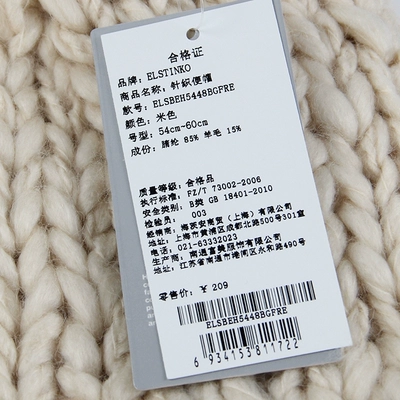 合格证
品牌: ELSTINKO
商品名称: 针织便帽
款号: ELSBEH5448BGFRE
颜色: 米色
号型: 54cm-60cm
成份: 腈纶 85% 羊毛 15%
质量等级: 合格品
执行标准: FZ/T 73002-2006
安全类别: B类 GB 18401-2010
检验员 003
经销商: 海茨安商贸(上海)有限公司
地址: 上海市黄浦区成都北路500号301室
电话: 021-63332023
生产商: 南通富美服饰有限公司
地址: 江苏省南通市港闸区永和路490号
零售价: ¥ 209
ELSBEH5448BGFRE
6 934153 811722